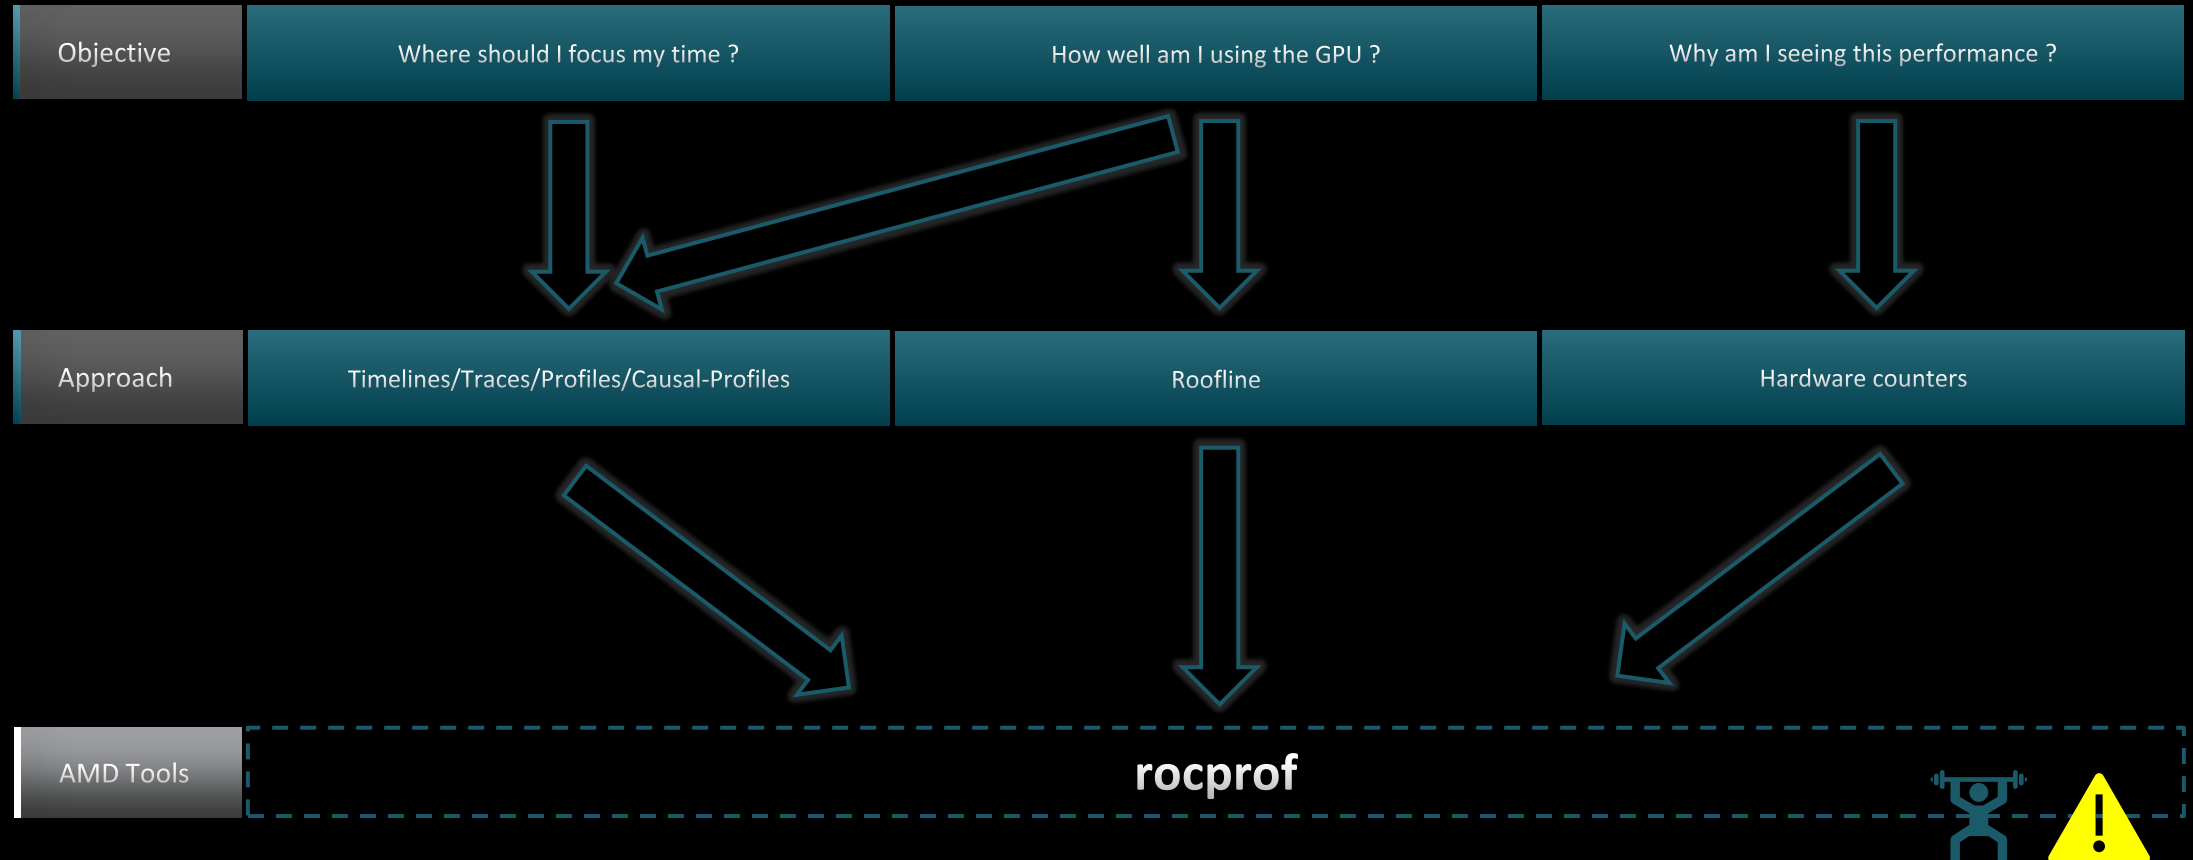 Objective
Where should I focus my time ?
How well am I using the GPU ?
Why am I seeing this performance ?
Approach
Timelines/Traces/Profiles/Causal-Profiles
Roofline
Hardware counters
AMD Tools
rocprof
!